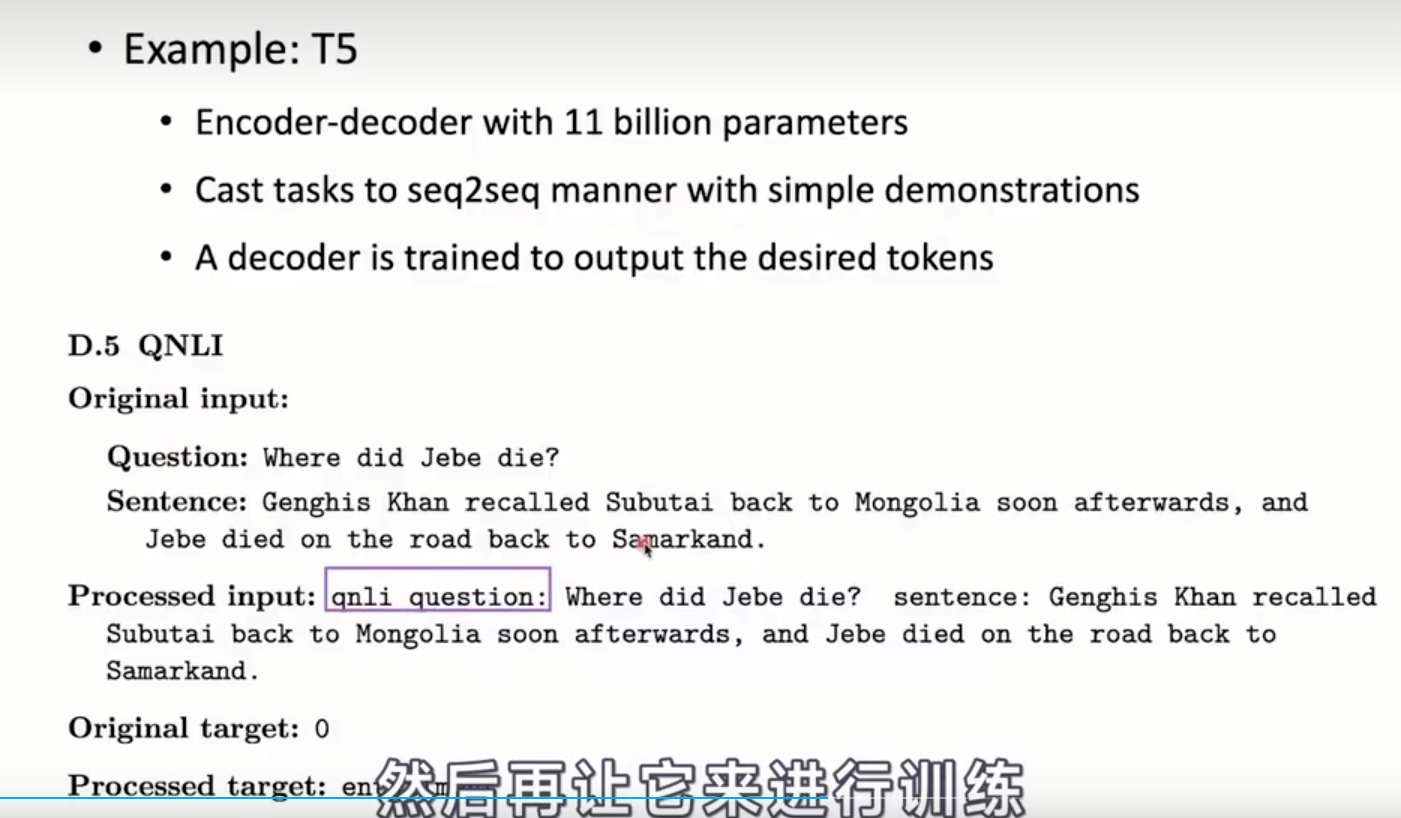 • Example: T5
• Encoder-decoder with 11 billion parameters
• Cast tasks to seq2seq manner with simple demonstrations
• A decoder is trained to output the desired tokens
D.5 QNLI
Original input:
Question: Where did Jebe die?
Sentence: Genghis Khan recalled Subutai back to Mongolia soon afterwards, and
Jebe died on the road back to Samarkand.
Processed input: qnli question: Where did Jebe die? sentence: Genghis Khan recalled
Subutai back to Mongolia soon afterwards, and Jebe died on the road back to
Samarkand.
Original target: 0
Processed target:
然后再让它来进行训练